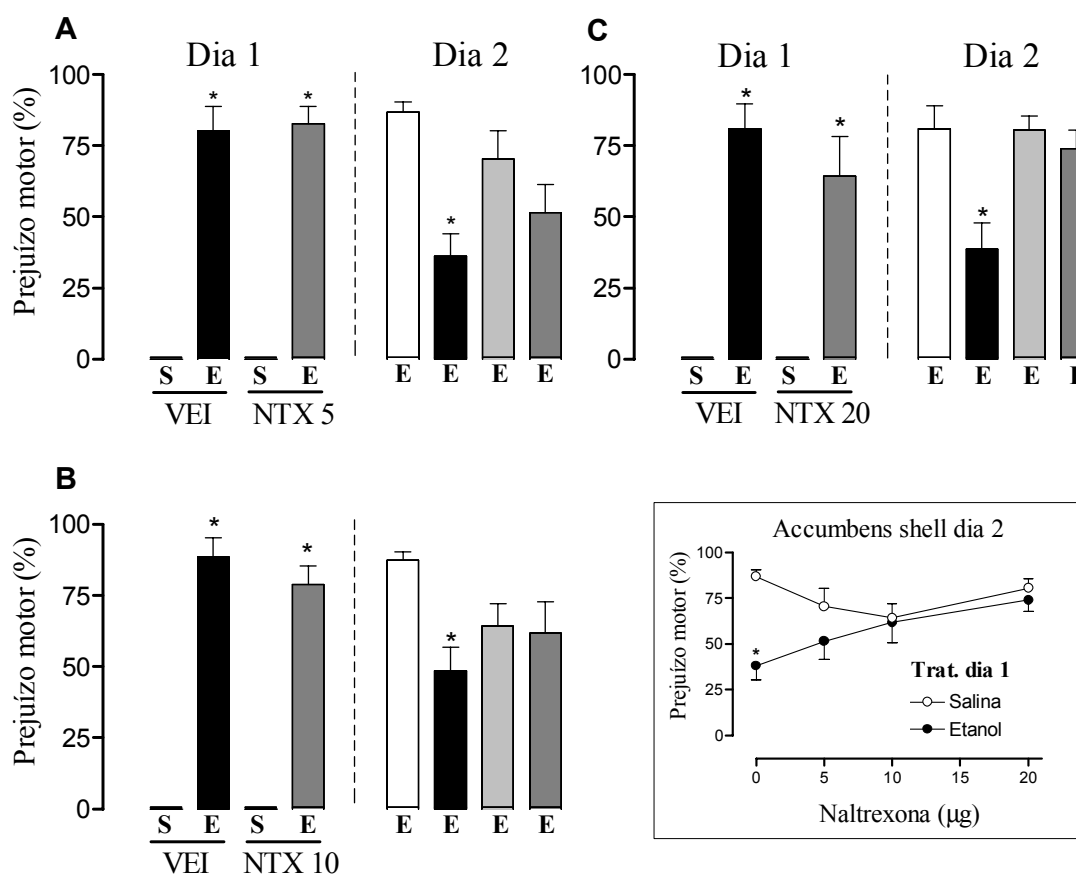 A
Dia 1
Dia 2
Prejuízo motor (%)
100
75
50
25
0
*
*
*
S
E
S
E
E
E
E
E
VEI
NTX 5
C
Dia 1
Dia 2
100
75
50
25
0
*
*
*
S
E
S
E
E
E
E
E
VEI
NTX 20
B
Prejuízo motor (%)
100
75
50
25
0
*
*
*
S
E
S
E
E
E
E
E
VEI
NTX 10
Accumbens shell dia 2
Prejuízo motor (%)
100
75
50
25
0
*
Trat. dia 1
Salina
Etanol
0
5
10
15
20
Naltrexona (μg)